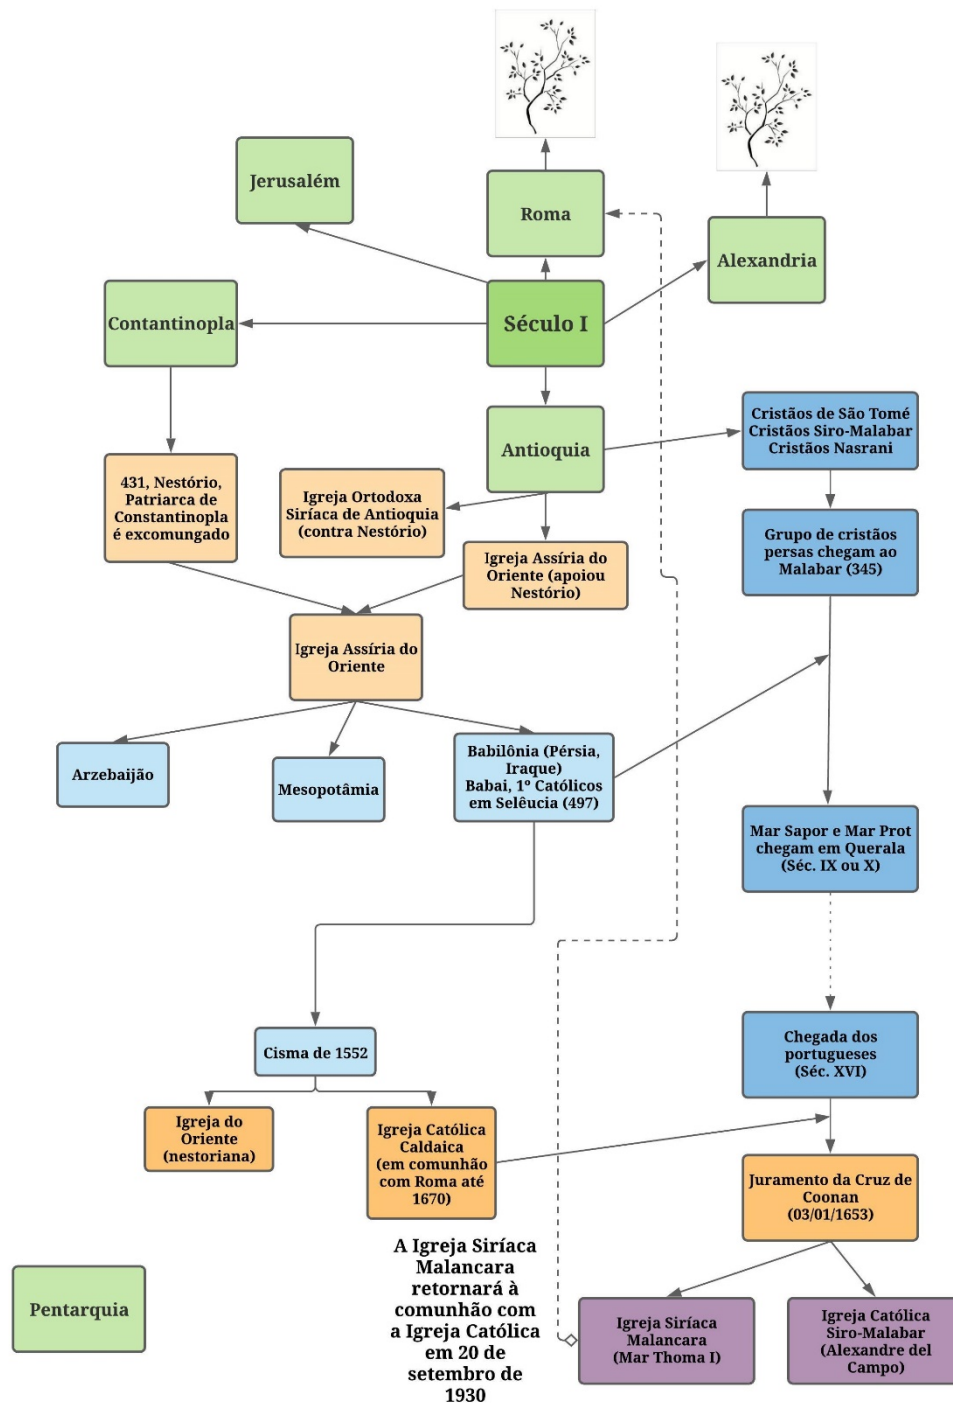 Jerusalém
Roma
Alexandria
Contantinopla
Século I
Antioquia
Cristãos de São Tomé
Cristãos Siro-Malabar
Cristãos Nasrani
431, Nestório,
Patriarca de
Constantinopla
é excomungado
Igreja Ortodoxa
Siríaca de Antioquia
(contra Nestório)
Igreja Assíria do
Oriente (apoiou
Nestório)
Grupo de cristãos
persas chegam ao
Malabar (345)
Igreja Assíria do
Oriente
Arzebaijão
Mesopotâmia
Babilônia (Pérsia,
Iraque)
Babai, 1º Católicos
em Selêucia (497)
Mar Sapor e Mar Prot
chegam em Querala
(Séc. IX ou X)
Cisma de 1552
Chegada dos
portugueses
(Séc. XVI)
Igreja do
Oriente
(nestoriana)
Igreja Católica
Caldaica
(em comunhão
com Roma até
1670)
Juramento da Cruz de
Coonan
(03/01/1653)
A Igreja Siríaca
Malancara
retornará à
comunhão com
a Igreja Católica
em 20 de
setembro de
1930
Pentarquia
Igreja Siríaca
Malancara
(Mar Thoma I)
Igreja Católica
Siro-Malabar
(Alexandre del
Campo)